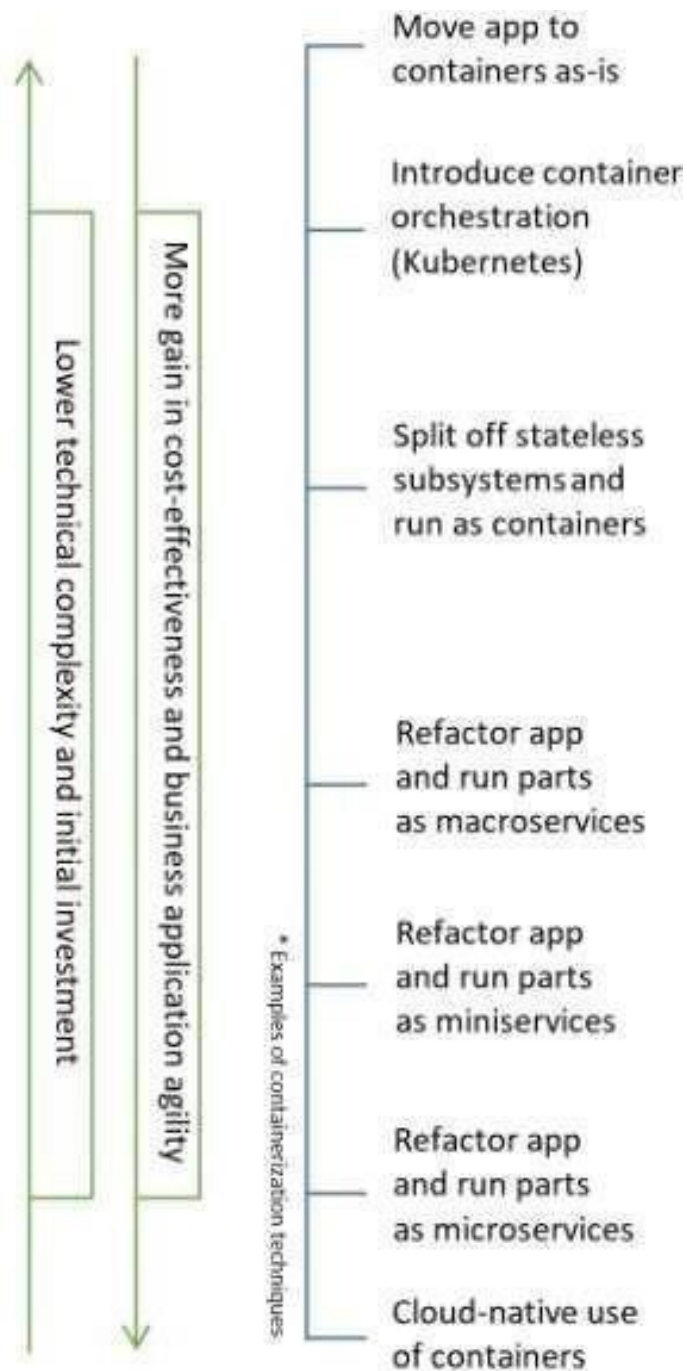 Move app to
containers as-is
Introduce container
orchestration
(Kubernetes)
Split off stateless
subsystems and
run as containers
Refactor app
and run parts
as macroservices
Refactor app
and run parts
as miniservices
Refactor app
and run parts
as microservices
Cloud-native use
of containers
* Examples of containerization techniques
More gain in cost-effectiveness and business application agility
Lower technical complexity and initial investment